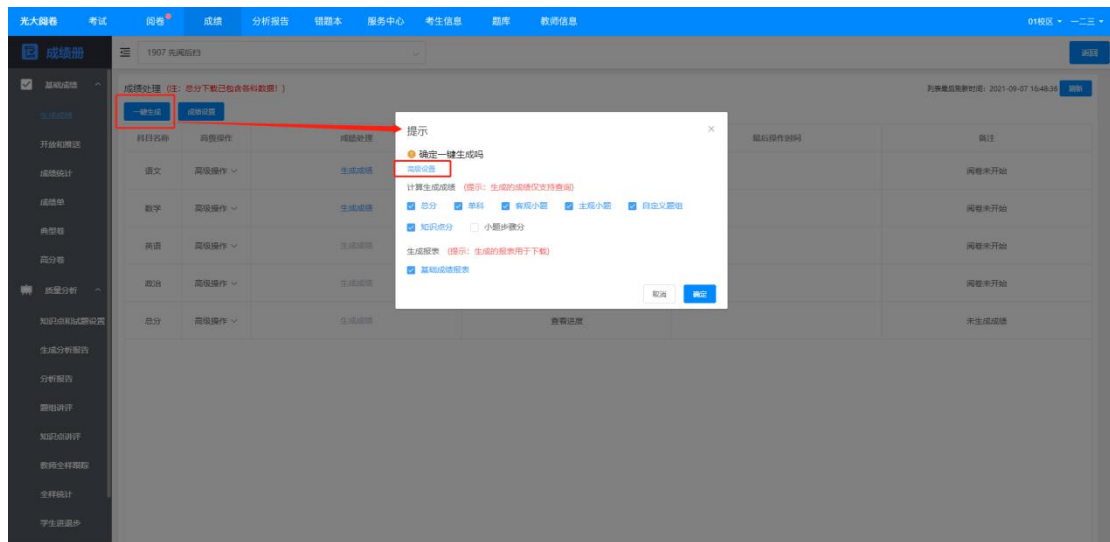 光大阅卷 考试 阅卷 成绩 分析报告 错题本 服务中心 考生信息 题库 教师信息 01校区 一二三
成绩册 1907 返回
基础成绩 成绩处理 (注: 总分下载已包含各科数据! ) 列表最后刷新时间: 2021-09-07 16:48:36 刷新
生成成绩 一键生成 成绩设置
科目名称 高级操作 成绩处理 最后操作时间 备注
开放和推送
成绩统计 语文 高级操作 生成成绩 阅卷未开始
成绩单 数学 高级操作 生成成绩 阅卷未开始
典型卷
高分卷 英语 高级操作 生成成绩 阅卷未开始
质量分析 政治 高级操作 生成成绩 阅卷未开始
知识点和试题设置 总分 高级操作 生成成绩 查看进度 未生成成绩
生成分析报告
分析报告
题组讲评
知识点讲评
教师全样跟踪
全样统计
学生进退步
提示
确定一键生成吗
高级设置
计算生成成绩 (提示: 生成的成绩仅支持查询)
总分 单科 客观小题 主观小题 自定义题组
知识点分 小题步骤分
生成报表 (提示: 生成的报表用于下载)
基础成绩报表
取消 确定